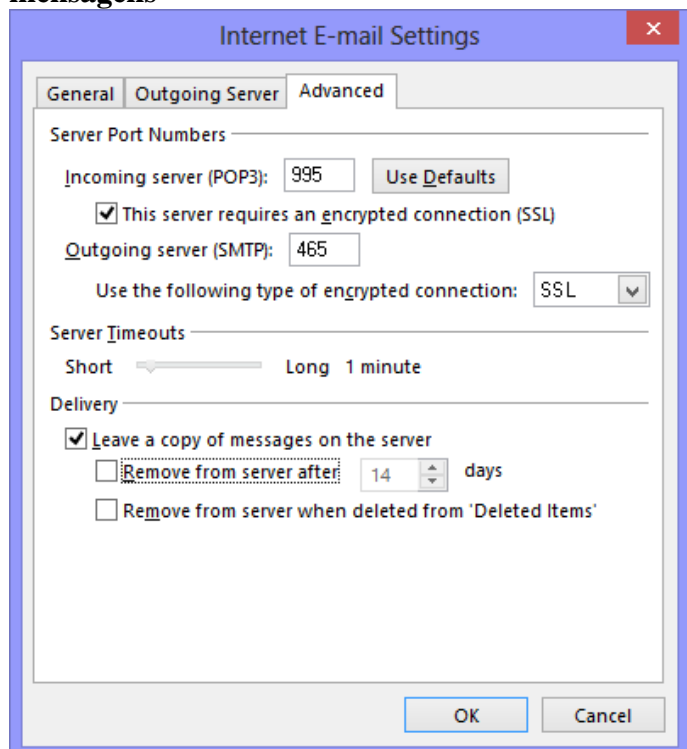 mensagens
Internet E-mail Settings
General Outgoing Server Advanced
Server Port Numbers
Incoming server (POP3): 995 Use Defaults
This server requires an encrypted connection (SSL)
Outgoing server (SMTP): 465
Use the following type of encrypted connection: SSL
Server Timeouts
Short Long 1 minute
Delivery
Leave a copy of messages on the server
Remove from server after 14 days
Remove from server when deleted from 'Deleted Items'
OK Cancel